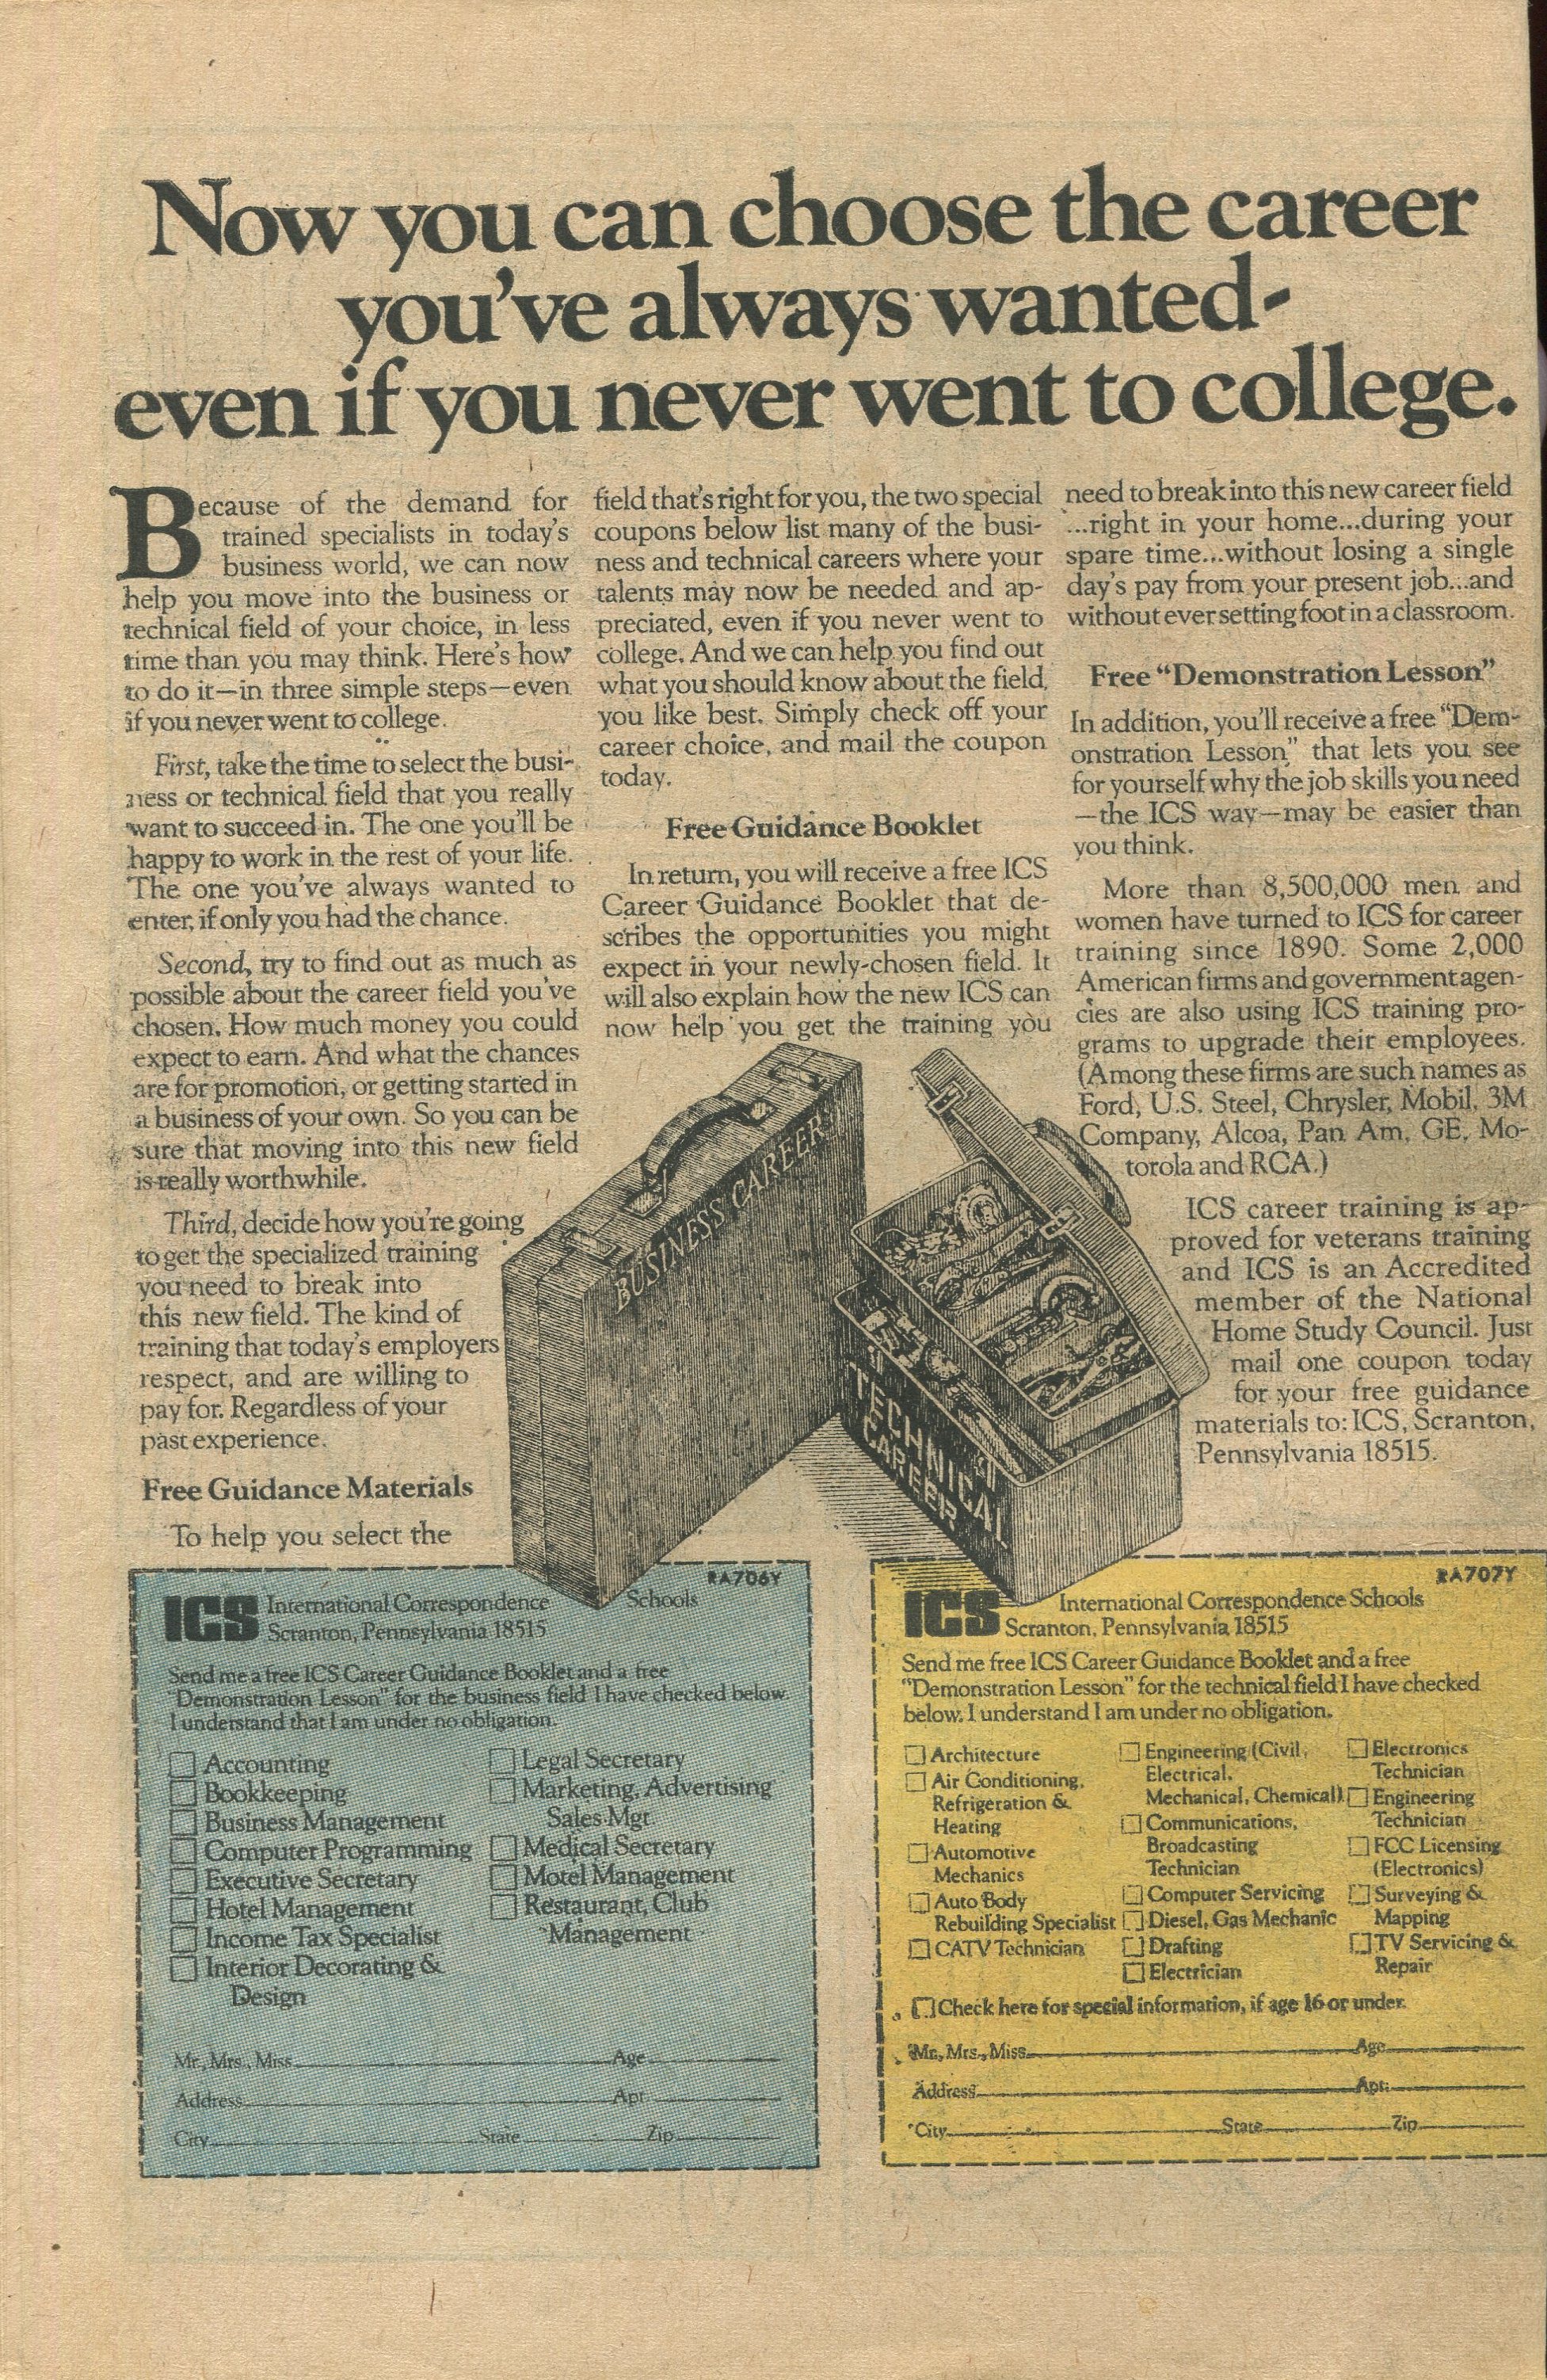 Now you can choose the career
you've always wanted-
even if you never went to college.
Because of the demand for
trained specialists in today's
business world, we can now
help you move into the business or
technical field of your choice, in less
time than you may think. Here's how
to do it—in three simple steps—even
if you never went to college.
First, take the time to select the busi-
ness or technical field that you really
want to succeed in. The one you'll be
happy to work in the rest of your life.
The one you've always wanted to
enter, if only you had the chance.
Second, try to find out as much as
possible about the career field you've
chosen. How much money you could
expect to earn. And what the chances
are for promotion, or getting started in
a business of your own. So you can be
sure that moving into this new field
is really worthwhile.
Third, decide how you're going
to get the specialized training
you need to break into
this new field. The kind of
training that today's employers
respect, and are willing to
pay for. Regardless of your
past experience.
Free Guidance Materials
To help you select the
field that's right for you, the two special
coupons below list many of the busi-
ness and technical careers where your
talents may now be needed and ap-
preciated, even if you never went to
college. And we can help you find out
what you should know about the field
you like best. Simply check off your
career choice, and mail the coupon
today.
Free Guidance Booklet
In return, you will receive a free ICS
Career Guidance Booklet that de-
scribes the opportunities you might
expect in your newly-chosen field. It
will also explain how the new ICS can
now help you get the training you
need to break into this new career field
...right in your home...during your
spare time...without losing a single
day's pay from your present job...and
without ever setting foot in a classroom.
Free “Demonstration Lesson”
In addition, you'll receive a free “Dem-
onstration Lesson,” that lets you see
for yourself why the job skills you need
—the ICS way—may be easier than
you think.
More than 8,500,000 men and
women have turned to ICS for career
training since 1890. Some 2,000
American firms and government agen-
cies are also using ICS training pro-
grams to upgrade their employees.
(Among these firms are such names as
Ford, U.S. Steel, Chrysler, Mobil, 3M
Company, Alcoa, Pan Am, GE, Mo-
torola and RCA.)
ICS career training is ap-
proved for veterans training
and ICS is an Accredited
member of the National
Home Study Council. Just
mail one coupon today
for your free guidance
materials to: ICS, Scranton,
Pennsylvania 18515.
BUSINESS CAREER
TECHNICAL
CAREER
RA706Y
ICS International Correspondence Schools
Scranton, Pennsylvania 18515
Send me a free ICS Career Guidance Booklet and a free
“Demonstration Lesson” for the business field I have checked below.
I understand that I am under no obligation.
Accounting
Bookkeeping
Business Management
Computer Programming
Executive Secretary
Hotel Management
Income Tax Specialist
Interior Decorating &
Design
Legal Secretary
Marketing, Advertising
Sales Mgt.
Medical Secretary
Motel Management
Restaurant, Club
Management
Mr., Mrs., Miss Age
Address Apt.
City State Zip
RA707Y
ICS International Correspondence Schools
Scranton, Pennsylvania 18515
Send me free ICS Career Guidance Booklet and a free
“Demonstration Lesson” for the technical field I have checked
below. I understand I am under no obligation.
Architecture
Air Conditioning,
Refrigeration &
Heating
Automotive
Mechanics
Auto Body
Rebuilding Specialist
CATV Technician
Engineering (Civil,
Electrical,
Mechanical, Chemical)
Communications,
Broadcasting
Technician
Computer Servicing
Diesel, Gas Mechanic
Drafting
Electrician
Electronics
Technician
Engineering
Technician
FCC Licensing
(Electronics)
Surveying &
Mapping
TV Servicing &
Repair
Check here for special information, if age 16 or under.
Mr., Mrs., Miss Age
Address Apt.
City State Zip